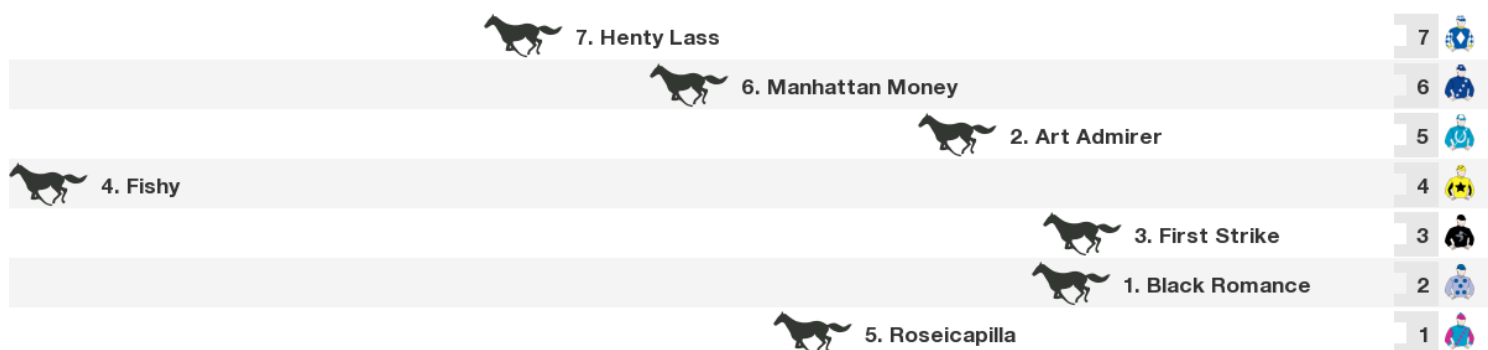 7. Henty Lass 7
6. Manhattan Money 6
2. Art Admirer 5
4. Fishy 4
3. First Strike 3
1. Black Romance 2
5. Roseicapilla 1